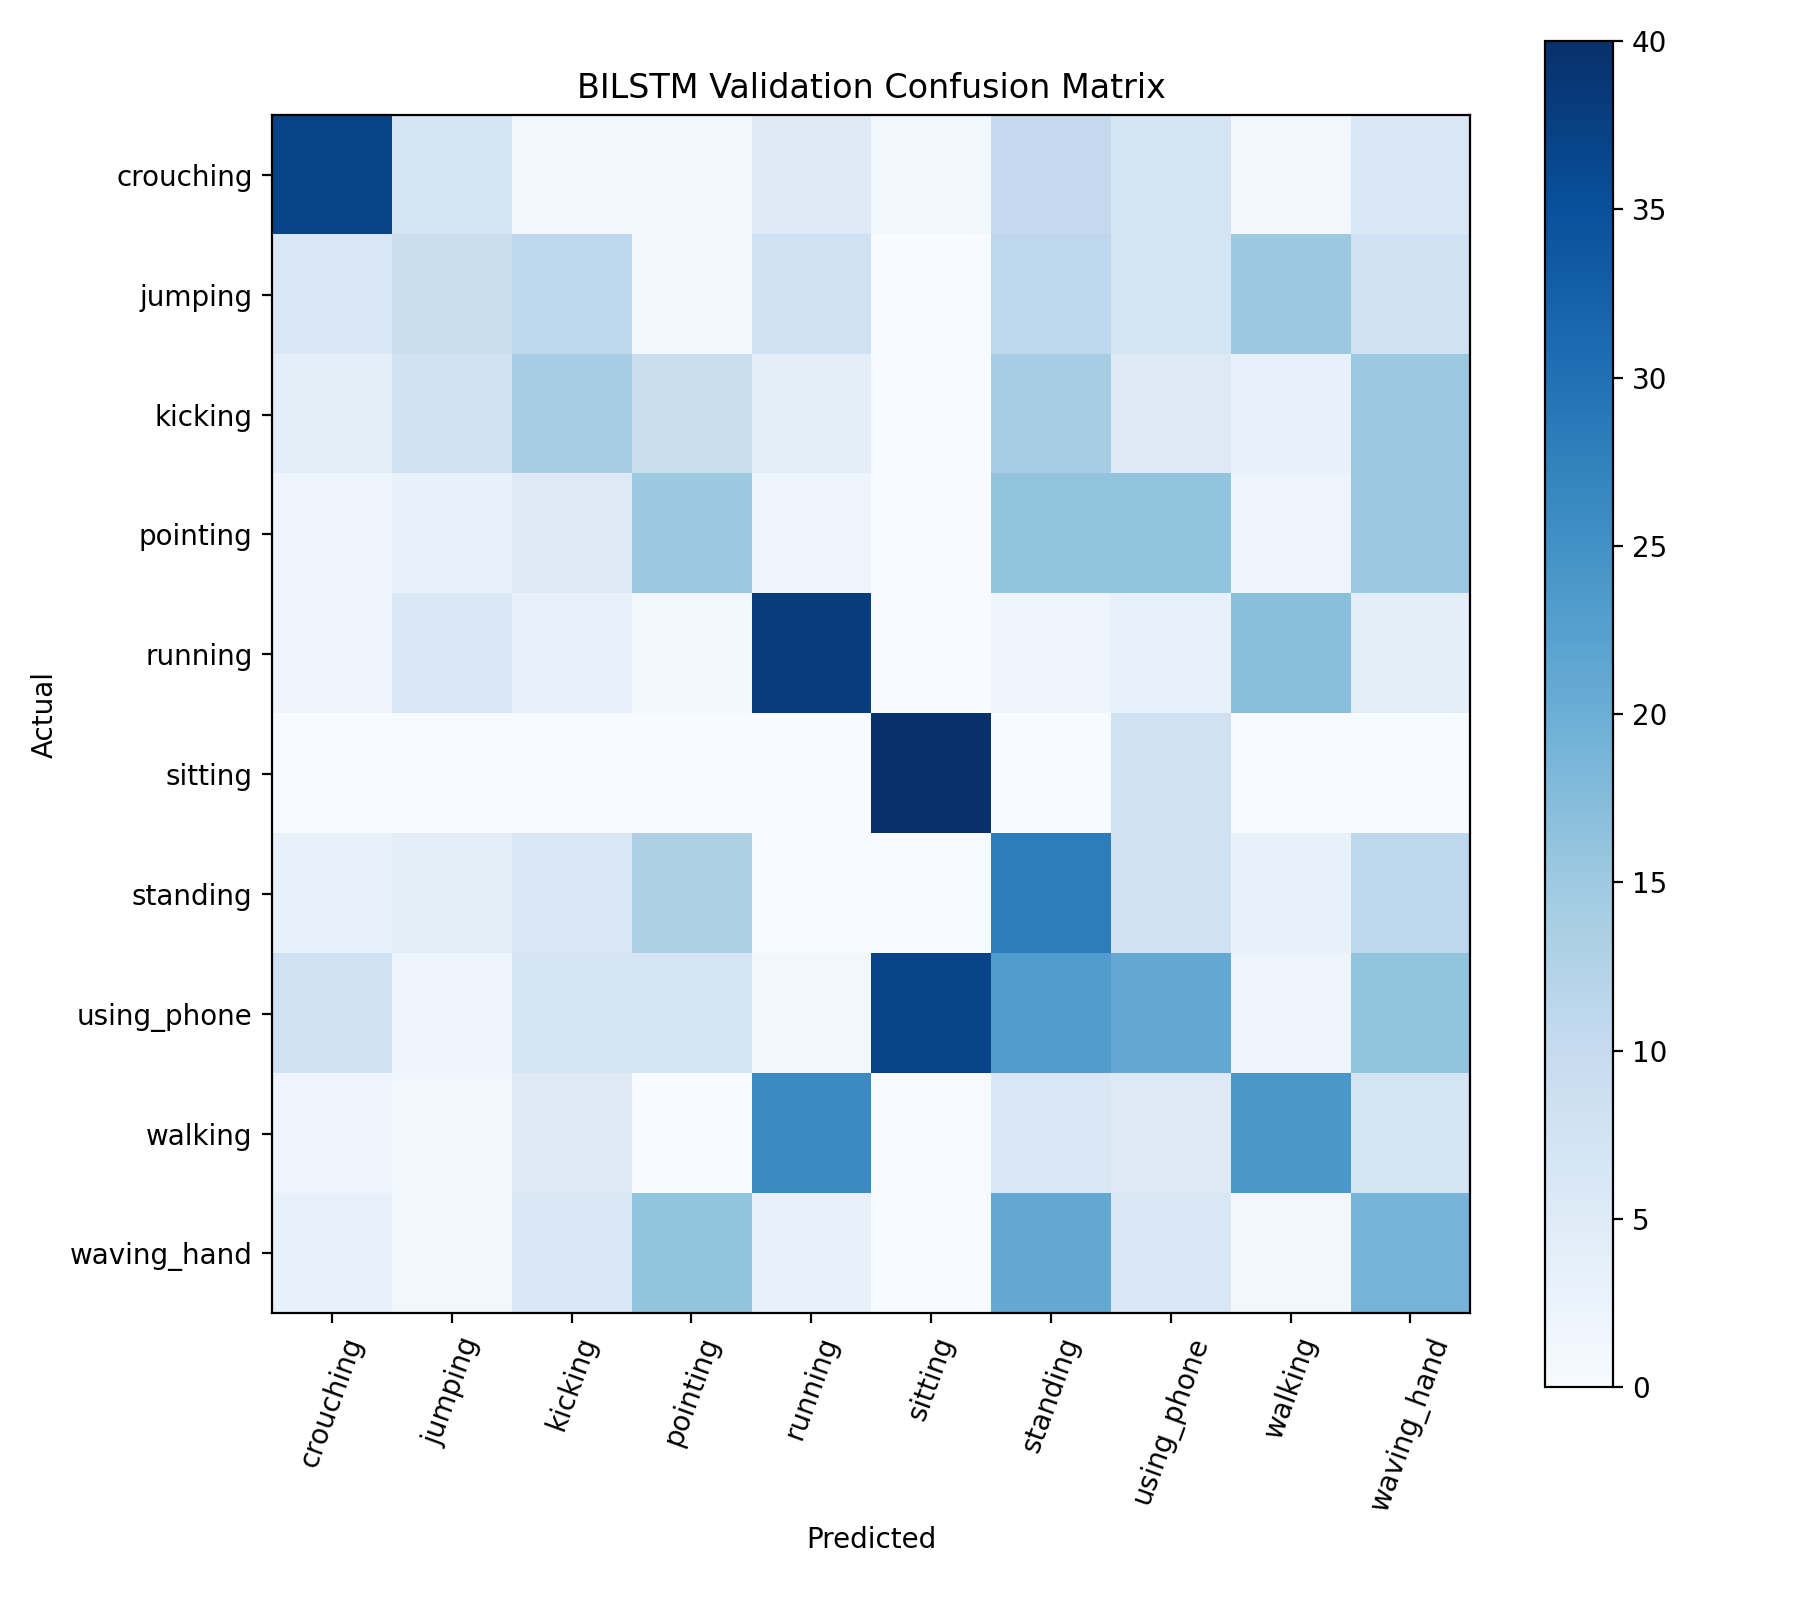 BILSTM Validation Confusion Matrix
crouching
jumping
kicking
pointing
running
sitting
standing
using_phone
walking
waving_hand
Actual
crouching
jumping
kicking
pointing
running
sitting
standing
using_phone
walking
waving_hand
Predicted
40
35
30
25
20
15
10
5
0